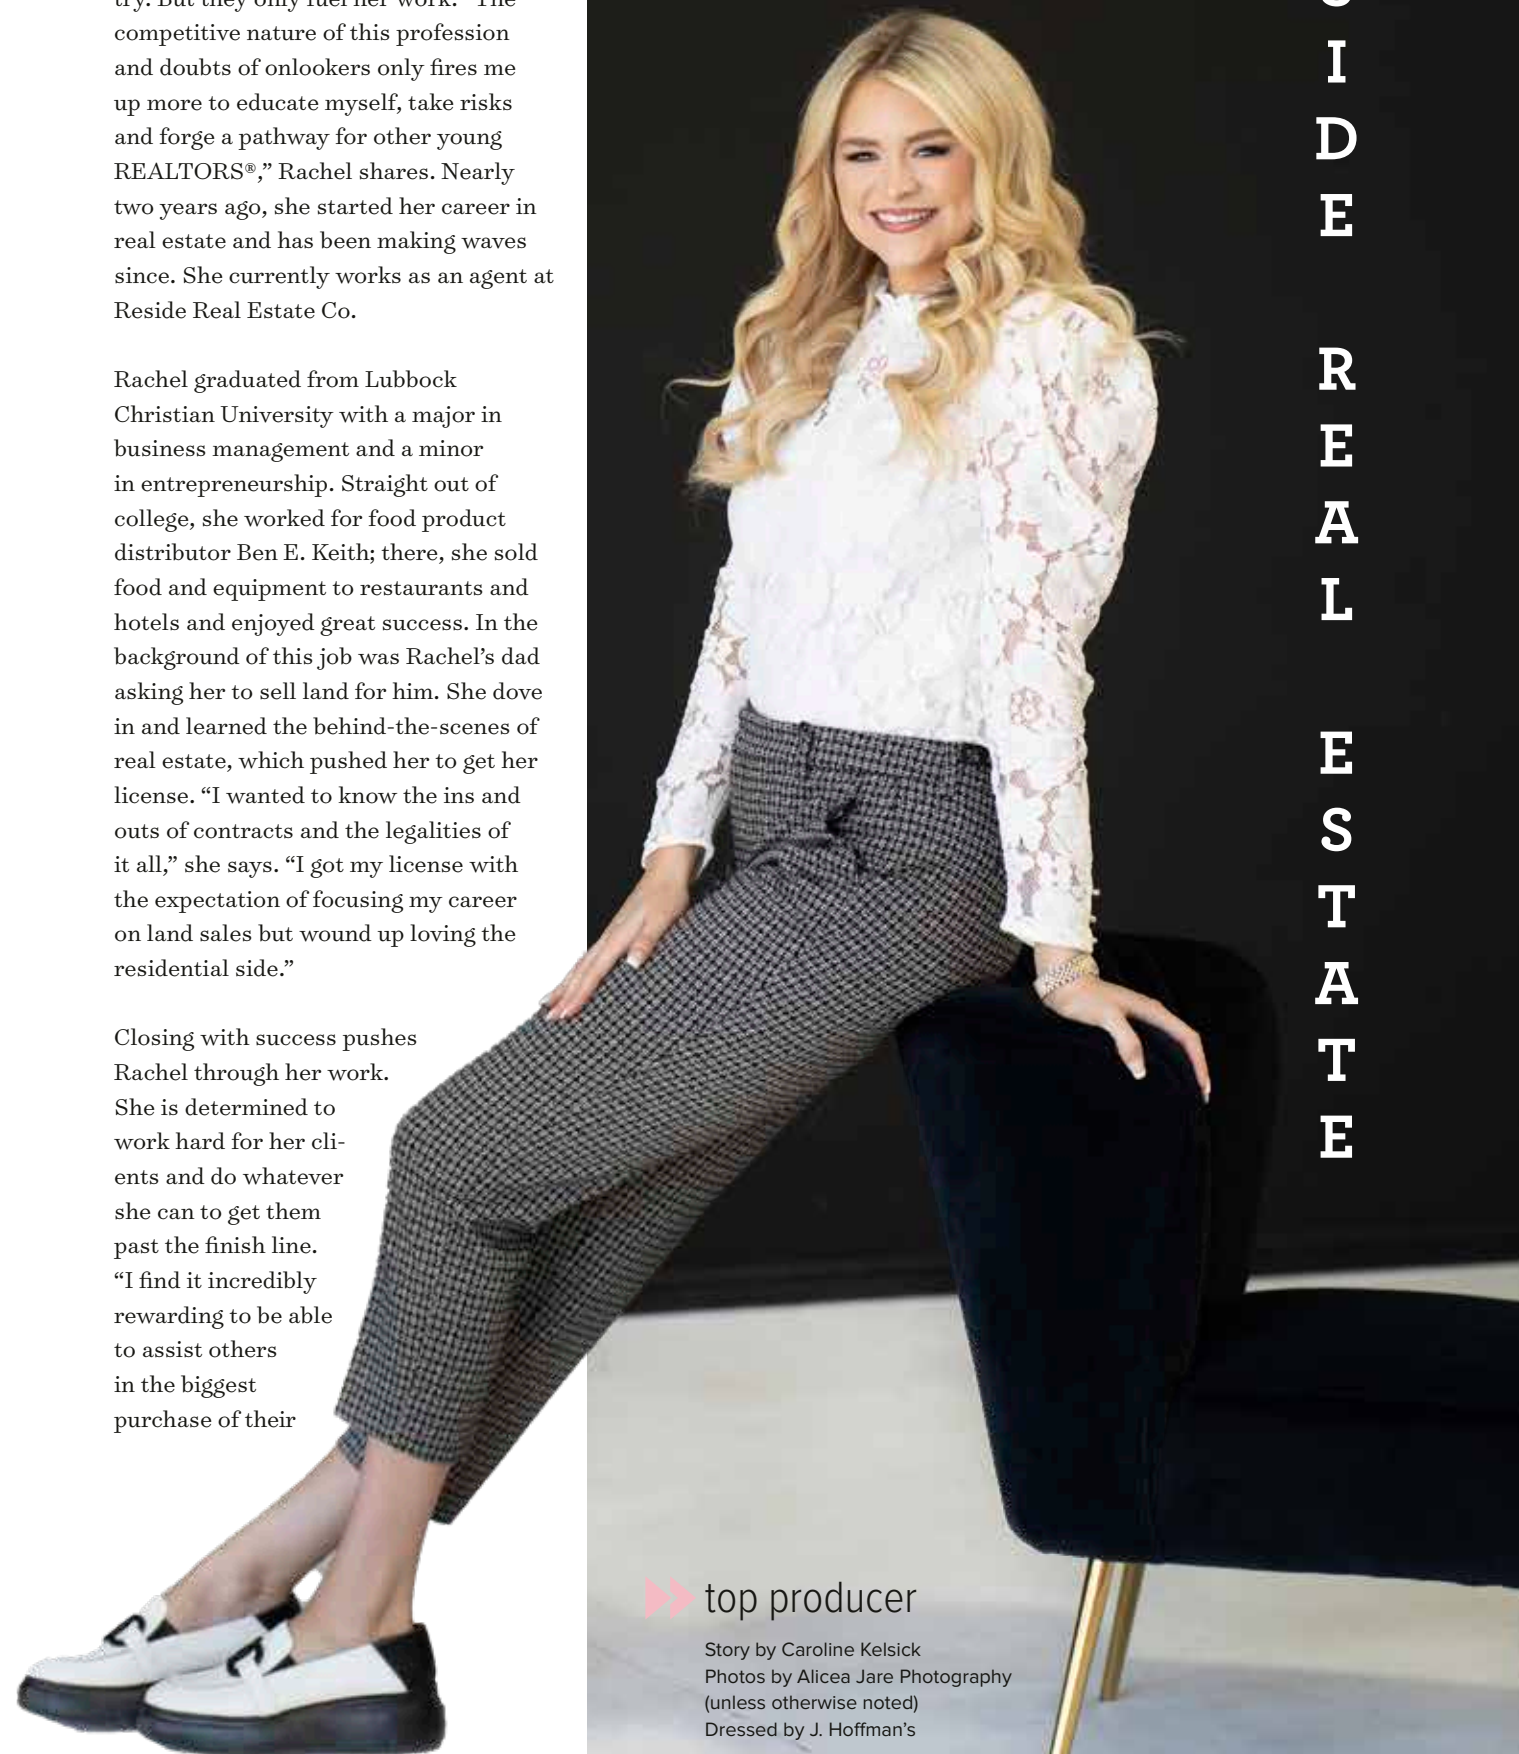 try. But they only fuel her work. “The
competitive nature of this profession
and doubts of onlookers only fires me
up more to educate myself, take risks
and forge a pathway for other young
REALTORS®,” Rachel shares. Nearly
two years ago, she started her career in
real estate and has been making waves
since. She currently works as an agent at
Reside Real Estate Co.
Rachel graduated from Lubbock
Christian University with a major in
business management and a minor
in entrepreneurship. Straight out of
college, she worked for food product
distributor Ben E. Keith; there, she sold
food and equipment to restaurants and
hotels and enjoyed great success. In the
background of this job was Rachel’s dad
asking her to sell land for him. She dove
in and learned the behind-the-scenes of
real estate, which pushed her to get her
license. “I wanted to know the ins and
outs of contracts and the legalities of
it all,” she says. “I got my license with
the expectation of focusing my career
on land sales but wound up loving the
residential side.”
Closing with success pushes
Rachel through her work.
She is determined to
work hard for her cli-
ents and do whatever
she can to get them
past the finish line.
“I find it incredibly
rewarding to be able
to assist others
in the biggest
purchase of their
IDE REAL ESTATE
top producer
Story by Caroline Kelsick
Photos by Alicea Jare Photography
(unless otherwise noted)
Dressed by J. Hoffman’s